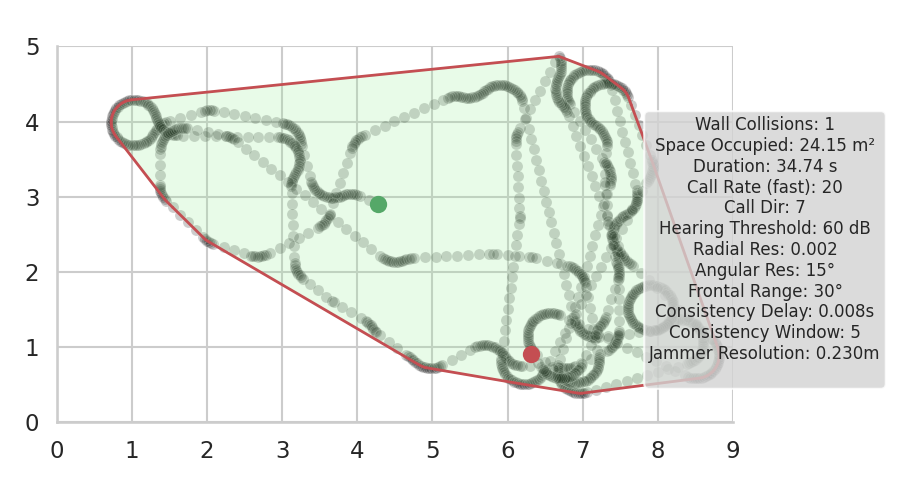 5
4
3
2
1
0
0 1 2 3 4 5 6 7 8 9
Wall Collisions: 1
Space Occupied: 24.15 m²
Duration: 34.74 s
Call Rate (fast): 20
Call Dir: 7
Hearing Threshold: 60 dB
Radial Res: 0.002
Angular Res: 15°
Frontal Range: 30°
Consistency Delay: 0.008s
Consistency Window: 5
Jammer Resolution: 0.230m